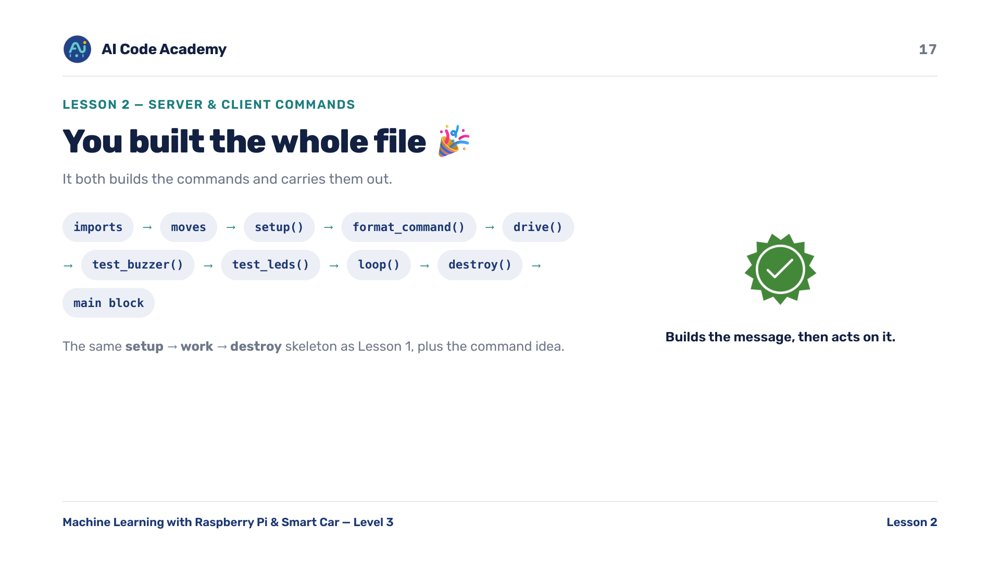 AI Code Academy
17
LESSON 2 — SERVER & CLIENT COMMANDS
You built the whole file 🎉
It both builds the commands and carries them out.
imports → moves → setup() → format_command() → drive()
→ test_buzzer() → test_leds() → loop() → destroy() →
main block
The same setup → work → destroy skeleton as Lesson 1, plus the command idea.
Builds the message, then acts on it.
Machine Learning with Raspberry Pi & Smart Car — Level 3
Lesson 2